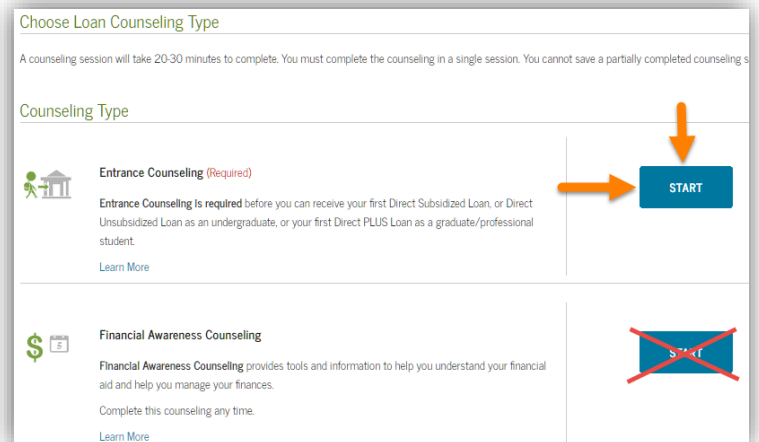 Choose Loan Counseling Type
A counseling session will take 20-30 minutes to complete. You must complete the counseling in a single session. You cannot save a partially completed counseling s
Counseling Type
Entrance Counseling (Required)
START
Entrance Counseling is required before you can receive your first Direct Subsidized Loan, or Direct
Unsubsidized Loan as an undergraduate, or your first Direct PLUS Loan as a graduate/professional
student.
Learn More
5
Financial Awareness Counseling
START
Financial Awareness Counseling provides tools and information to help you understand your financial
aid and help you manage your finances.
Complete this counseling any time.
Learn More